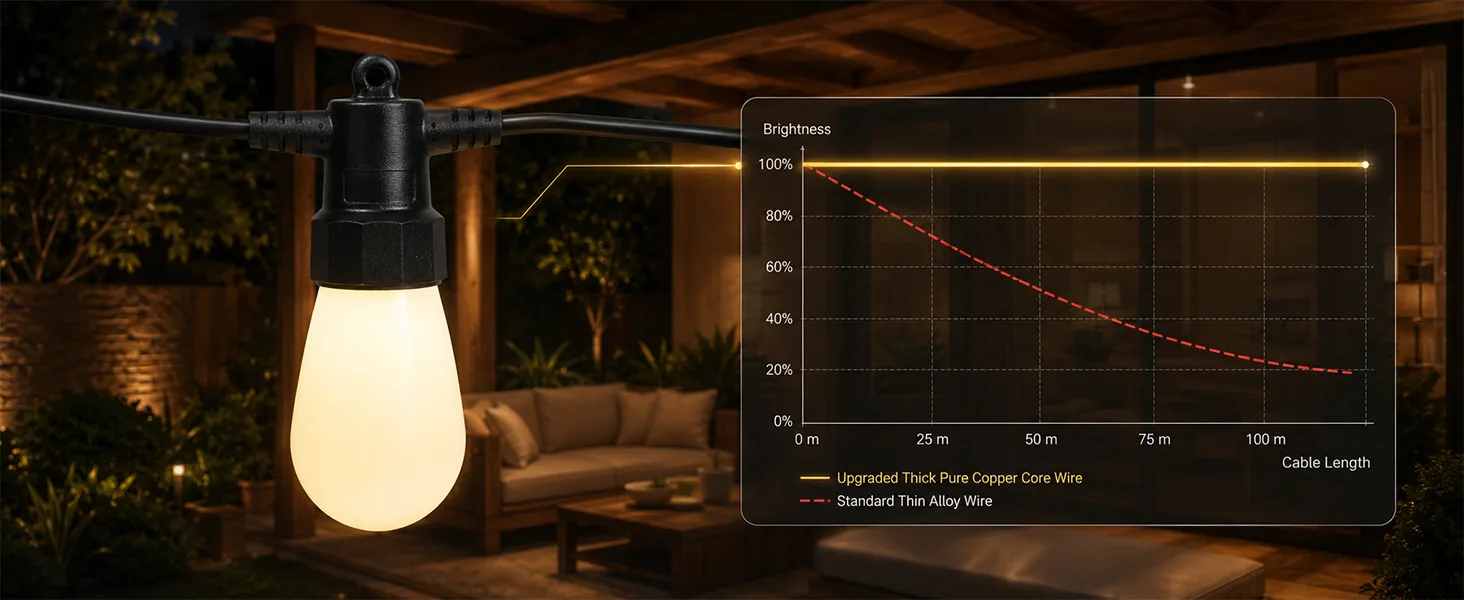 Brightness
100%
80%
60%
40%
20%
0%
0 m 25 m 50 m 75 m 100 m
Cable Length
Upgraded Thick Pure Copper Core Wire
Standard Thin Alloy Wire